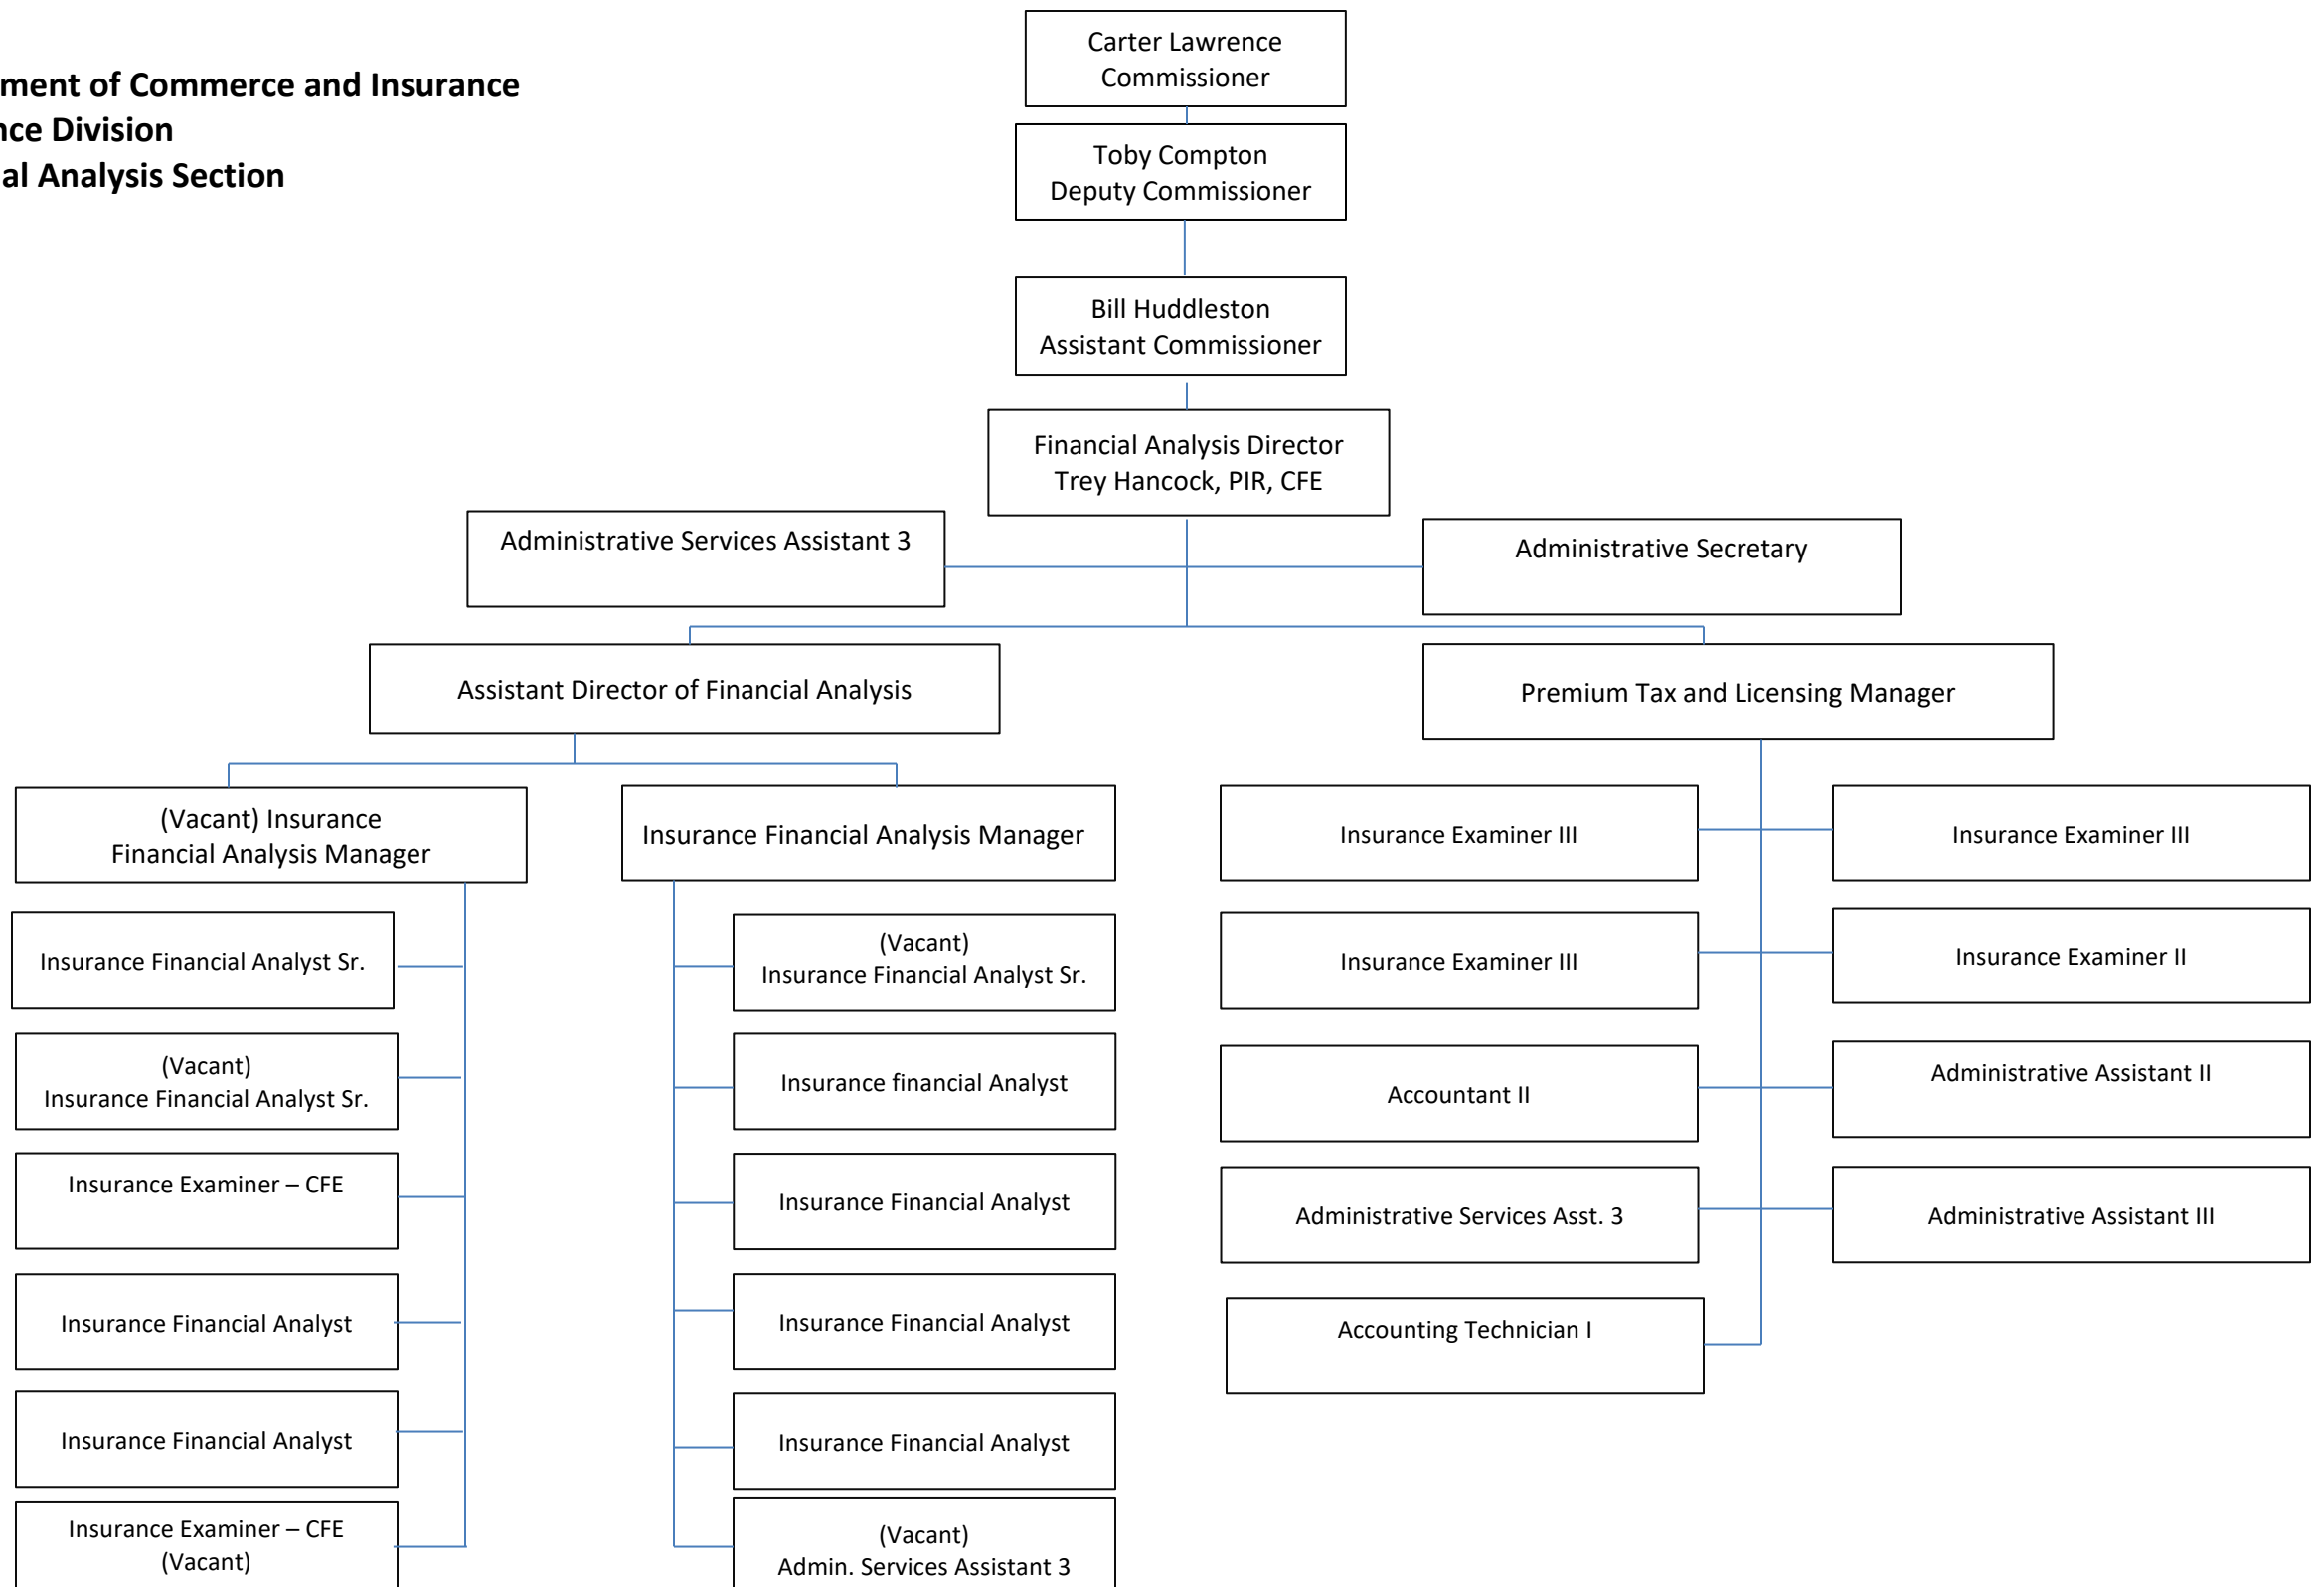 Carter Lawrence
Commissioner
ment of Commerce and Insurance
nce Division
al Analysis Section
Toby Compton
Deputy Commissioner
Bill Huddleston
Assistant Commissioner
Financial Analysis Director
Trey Hancock, PIR, CFE
Administrative Services Assistant 3
Administrative Secretary
Assistant Director of Financial Analysis
Premium Tax and Licensing Manager
(Vacant) Insurance
Financial Analysis Manager
Insurance Financial Analysis Manager
Insurance Examiner III
Insurance Examiner III
Insurance Financial Analyst Sr.
(Vacant)
Insurance Financial Analyst Sr.
Insurance Examiner III
Insurance Examiner II
(Vacant)
Insurance Financial Analyst Sr.
Insurance financial Analyst
Accountant II
Administrative Assistant II
Insurance Examiner – CFE
Insurance Financial Analyst
Administrative Services Asst. 3
Administrative Assistant III
Insurance Financial Analyst
Insurance Financial Analyst
Accounting Technician I
Insurance Financial Analyst
Insurance Financial Analyst
Insurance Examiner – CFE
(Vacant)
(Vacant)
Admin. Services Assistant 3